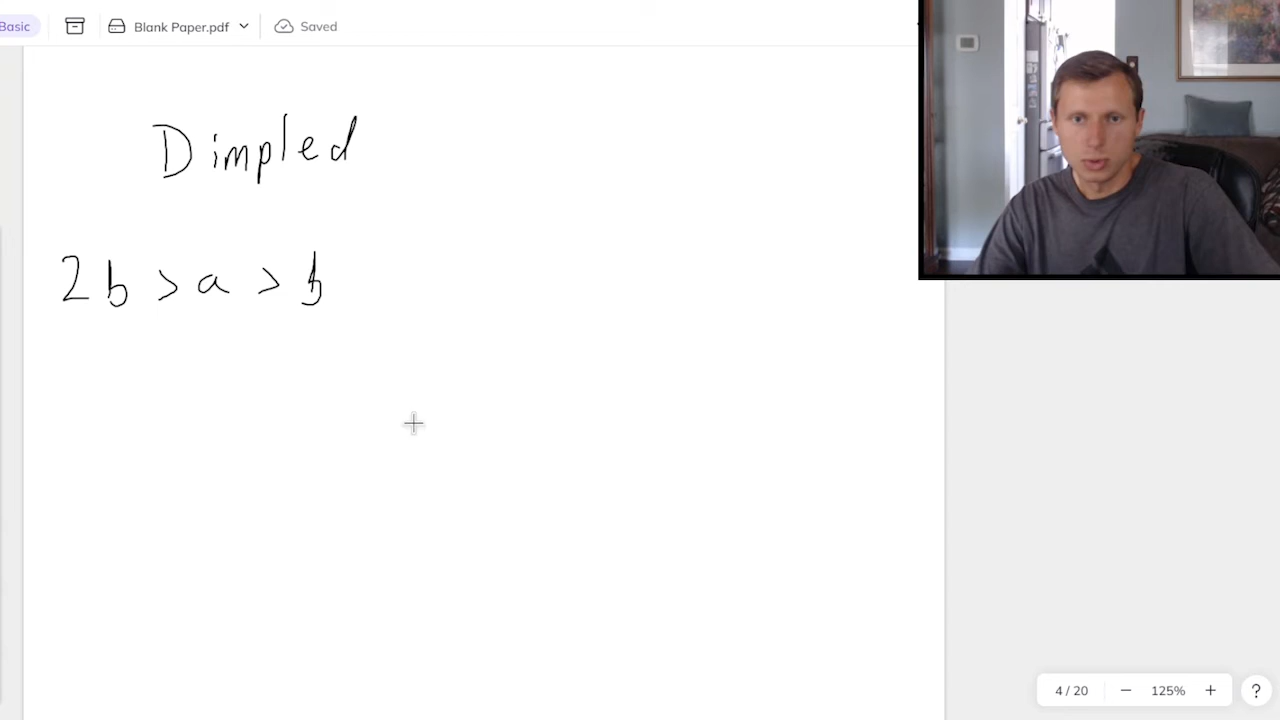 Basic Blank Paper.pdf Saved
Dimpled
2b > a > b
4 / 20 − 125% + ?